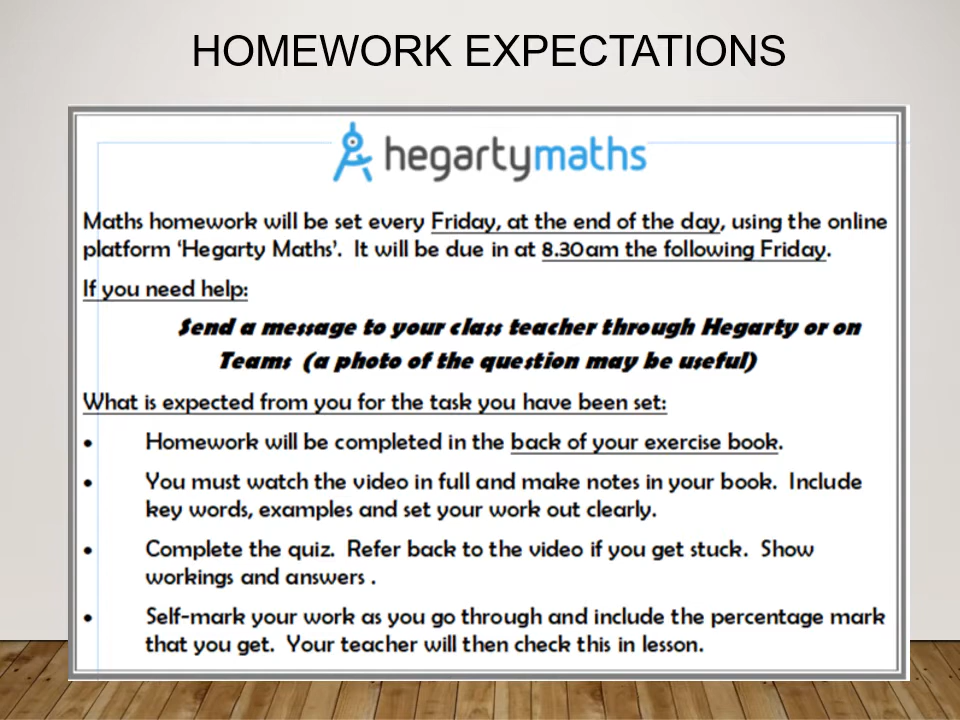 HOMEWORK EXPECTATIONS
hegartymaths
Maths homework will be set every Friday, at the end of the day, using the online
platform ‘Hegarty Maths’.  It will be due in at 8.30am the following Friday.
If you need help:
Send a message to your class teacher through Hegarty or on
Teams  (a photo of the question may be useful)
What is expected from you for the task you have been set:
• Homework will be completed in the back of your exercise book.
• You must watch the video in full and make notes in your book.  Include
key words, examples and set your work out clearly.
• Complete the quiz.  Refer back to the video if you get stuck.  Show
workings and answers .
• Self-mark your work as you go through and include the percentage mark
that you get.  Your teacher will then check this in lesson.